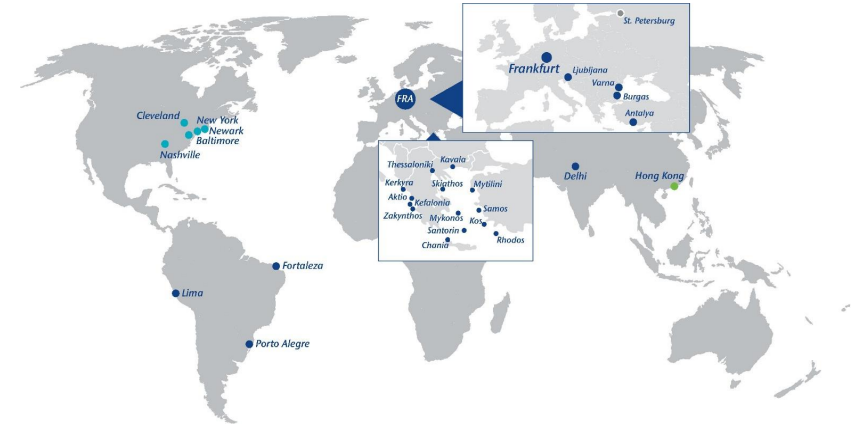 St. Petersburg
Frankfurt
Ljubljana
Varna
Burgas
Antalya
FRA
Cleveland
New York
Newark
Baltimore
Nashville
Thessaloniki
Kavala
Kerkyra
Skiathos
Mytilini
Aktio
Kefalonia
Zakynthos
Mykonos
Samos
Kos
Santorin
Rhodos
Chania
Delhi
Hong Kong
Fortaleza
Lima
Porto Alegre